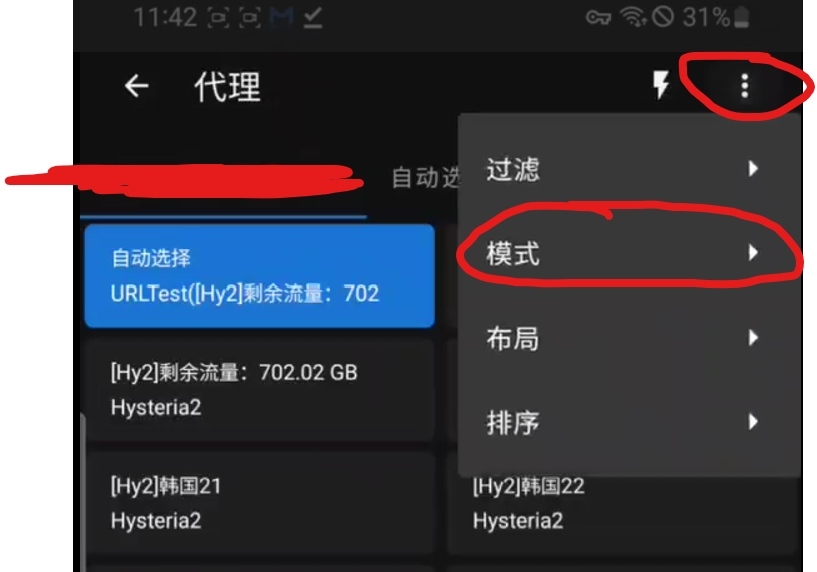 11:42
31%
代理
自动选
过滤
模式
布局
排序
自动选择
URLTest([Hy2]剩余流量：702
[Hy2]剩余流量：702.02 GB
Hysteria2
[Hy2]韩国21
Hysteria2
[Hy2]韩国22
Hysteria2